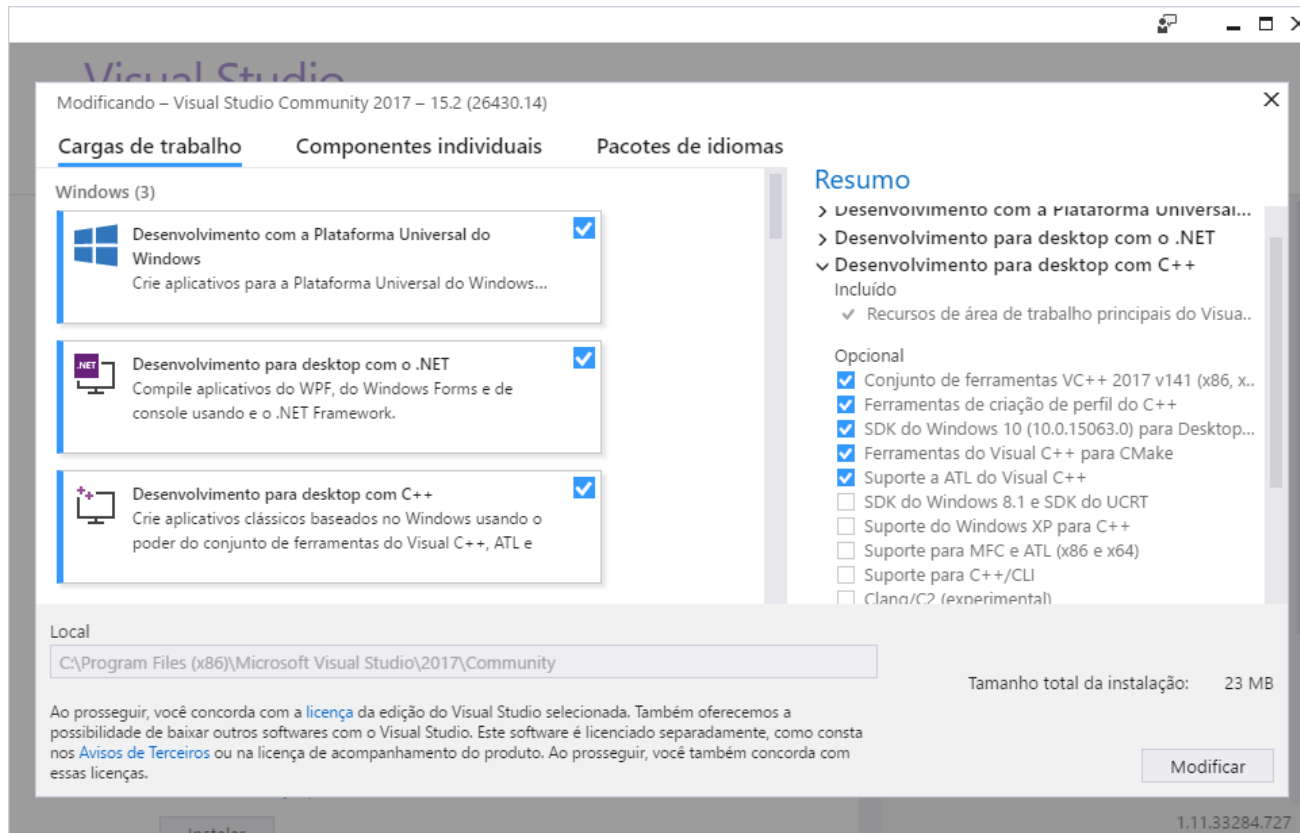 Visual Studio
Modificando – Visual Studio Community 2017 – 15.2 (26430.14)
Cargas de trabalho
Componentes individuais
Pacotes de idiomas
Windows (3)
Desenvolvimento com a Plataforma Universal do
Windows
Crie aplicativos para a Plataforma Universal do Windows...
.NET
Desenvolvimento para desktop com o .NET
Compile aplicativos do WPF, do Windows Forms e de
console usando e o .NET Framework.
++
Desenvolvimento para desktop com C++
Crie aplicativos clássicos baseados no Windows usando o
poder do conjunto de ferramentas do Visual C++, ATL e
Resumo
Desenvolvimento com a Plataforma Universal...
Desenvolvimento para desktop com o .NET
Desenvolvimento para desktop com C++
Incluído
Recursos de área de trabalho principais do Visua..
Opcional
Conjunto de ferramentas VC++ 2017 v141 (x86, x..
Ferramentas de criação de perfil do C++
SDK do Windows 10 (10.0.15063.0) para Desktop...
Ferramentas do Visual C++ para CMake
Suporte a ATL do Visual C++
SDK do Windows 8.1 e SDK do UCRT
Suporte do Windows XP para C++
Suporte para MFC e ATL (x86 e x64)
Suporte para C++/CLI
Clang/C2 (experimental)
Local
C:\Program Files (x86)\Microsoft Visual Studio\2017\Community
Tamanho total da instalação: 23 MB
Ao prosseguir, você concorda com a licença da edição do Visual Studio selecionada. Também oferecemos a
possibilidade de baixar outros softwares com o Visual Studio. Este software é licenciado separadamente, como consta
nos Avisos de Terceiros ou na licença de acompanhamento do produto. Ao prosseguir, você também concorda com
essas licenças.
Modificar
Instalar
1.11.33284.727